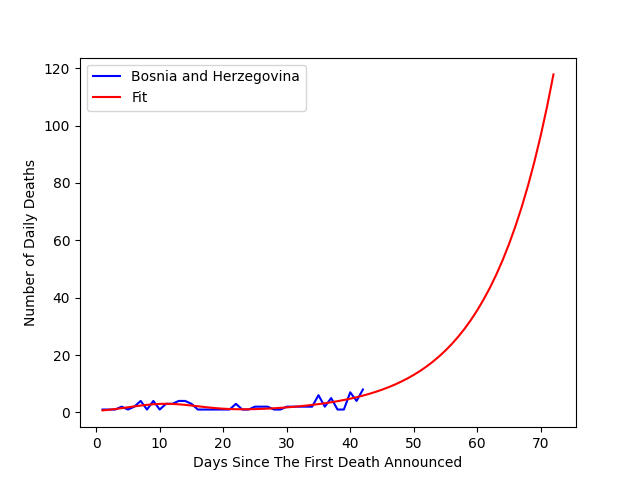 Bosnia and Herzegovina
Fit
120
100
80
60
40
20
0
Number of Daily Deaths
0 10 20 30 40 50 60 70
Days Since The First Death Announced